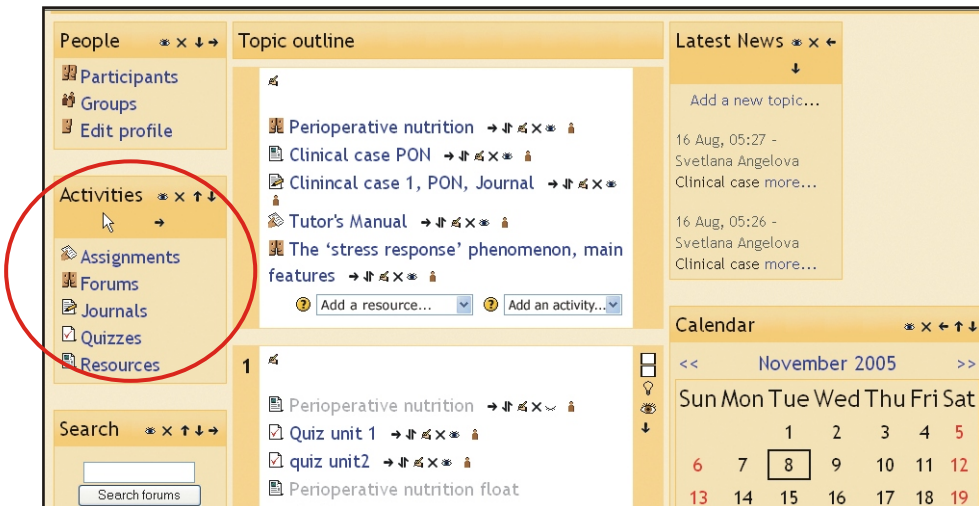 People
Participants
Groups
Edit profile
Activities
Assignments
Forums
Journals
Quizzes
Resources
Search
Search forums
Topic outline
Perioperative nutrition
Clinical case PON
Clinincal case 1, PON, Journal
Tutor's Manual
The ‘stress response’ phenomenon, main
features
Add a resource... Add an activity...
1
Perioperative nutrition
Quiz unit 1
quiz unit2
Perioperative nutrition float
Latest News
Add a new topic...
16 Aug, 05:27 -
Svetlana Angelova
Clinical case more...
16 Aug, 05:26 -
Svetlana Angelova
Clinical case more...
Calendar
<< November 2005 >>
Sun Mon Tue Wed Thu Fri Sat
1 2 3 4 5
6 7 8 9 10 11 12
13 14 15 16 17 18 19